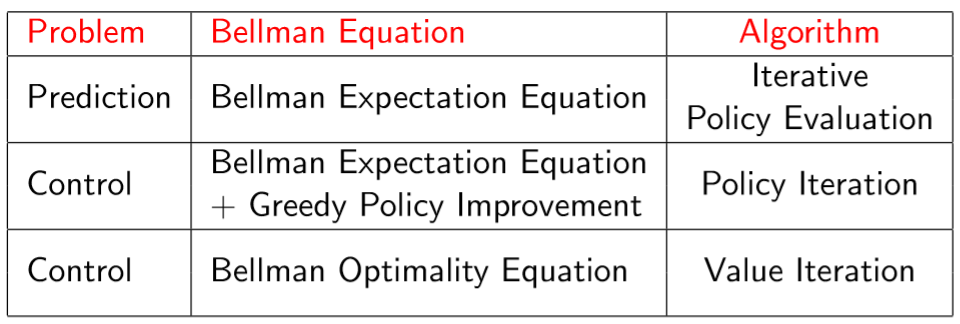 Problem Bellman Equation Algorithm
Prediction Bellman Expectation Equation Iterative
Policy Evaluation
Control Bellman Expectation Equation
+ Greedy Policy Improvement Policy Iteration
Control Bellman Optimality Equation Value Iteration